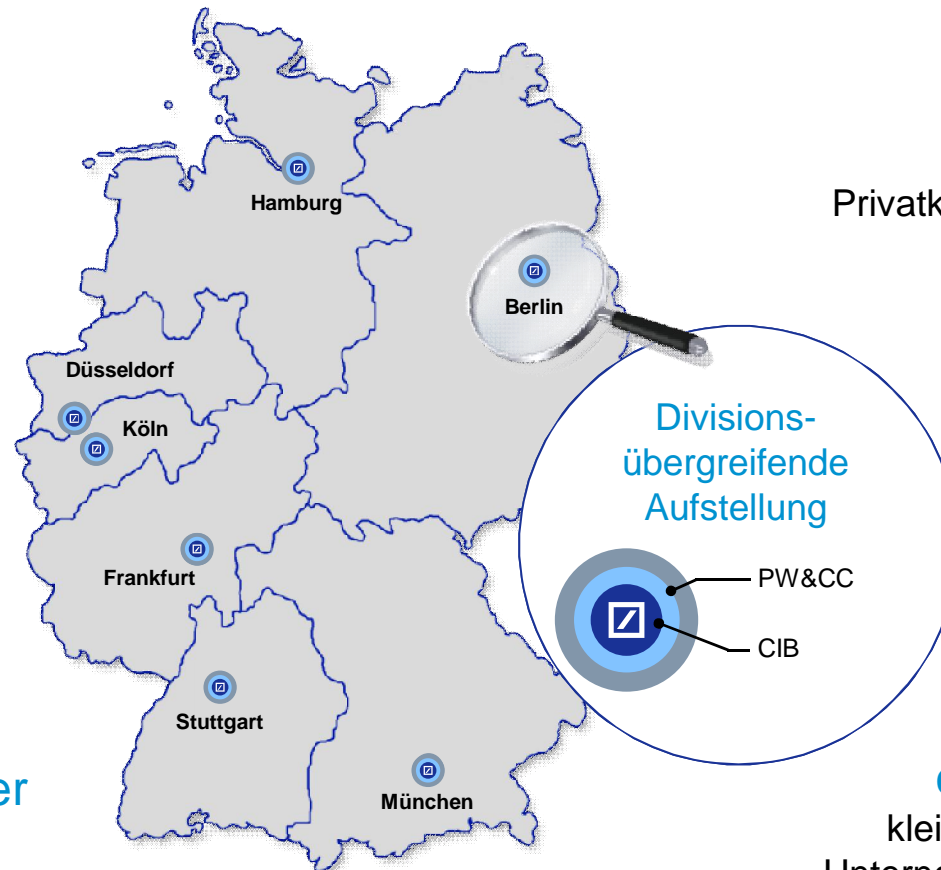 Hamburg
Privatk
Berlin
Düsseldorf
Köln
Divisions-
übergreifende
Aufstellung
Frankfurt
PW&CC
CIB
Stuttgart
München
er
klei